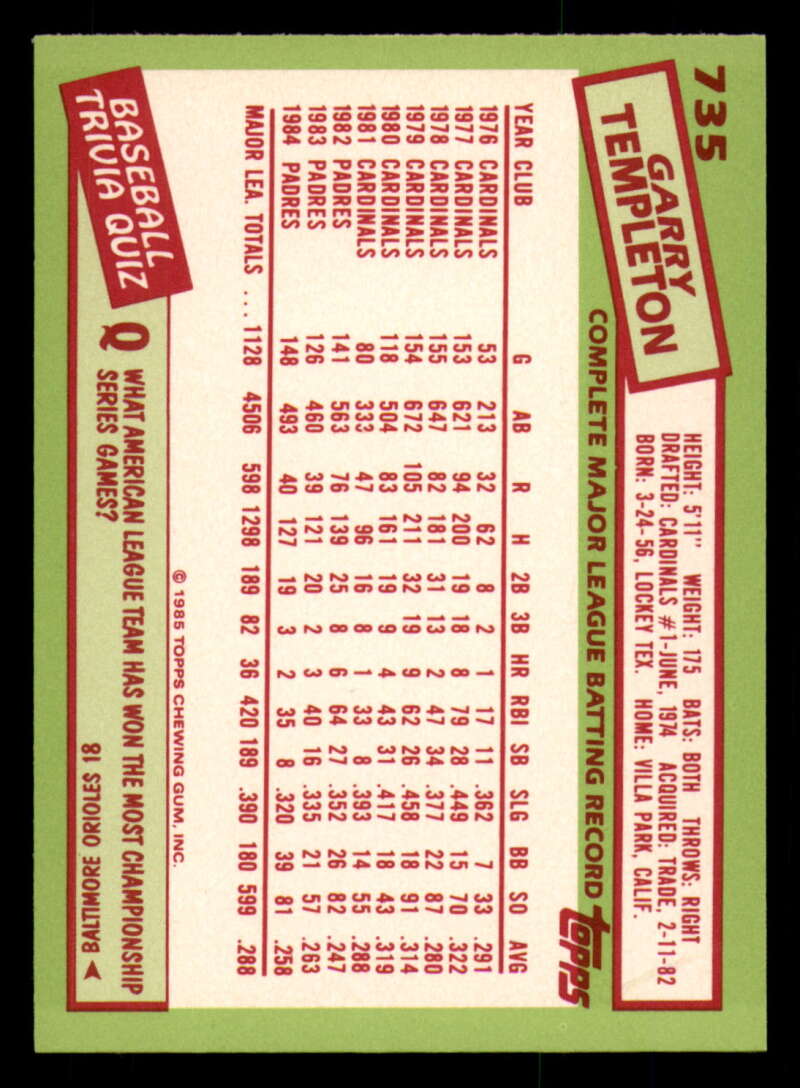 735
GARRY
TEMPLETON
HEIGHT: 5'11" WEIGHT: 175 BATS: BOTH THROWS: RIGHT
DRAFTED: CARDINALS #1-JUNE, 1974 ACQUIRED: TRADE, 2-11-82
BORN: 3-24-56, LOCKEY TEX. HOME: VILLA PARK, CALIF.
COMPLETE MAJOR LEAGUE BATTING RECORD topps
YEAR CLUB G AB R H 2B 3B HR RBI SB SLG BB SO AVG
1976 CARDINALS 53 213 32 62 8 2 1 17 11 .362 7 33 .291
1977 CARDINALS 153 621 94 200 19 18 8 79 28 .449 15 70 .322
1978 CARDINALS 155 647 82 181 31 13 2 47 34 .377 22 87 .280
1979 CARDINALS 154 672 105 211 32 19 9 62 26 .458 18 91 .314
1980 CARDINALS 118 504 83 161 19 9 4 43 31 .417 18 43 .319
1981 CARDINALS 80 333 47 96 16 8 1 33 8 .393 14 55 .288
1982 PADRES 141 563 76 139 25 8 6 64 27 .352 26 82 .247
1983 PADRES 126 460 39 121 20 2 3 40 16 .335 21 57 .263
1984 PADRES 148 493 40 127 19 3 2 35 8 .320 39 81 .258
MAJOR LEA. TOTALS ... 1128 4506 598 1298 189 82 36 420 189 .390 180 599 .288
© 1985 TOPPS CHEWING GUM, INC.
BASEBALL
TRIVIA QUIZ
Q WHAT AMERICAN LEAGUE TEAM HAS WON THE MOST CHAMPIONSHIP
SERIES GAMES?
BALTIMORE ORIOLES 18